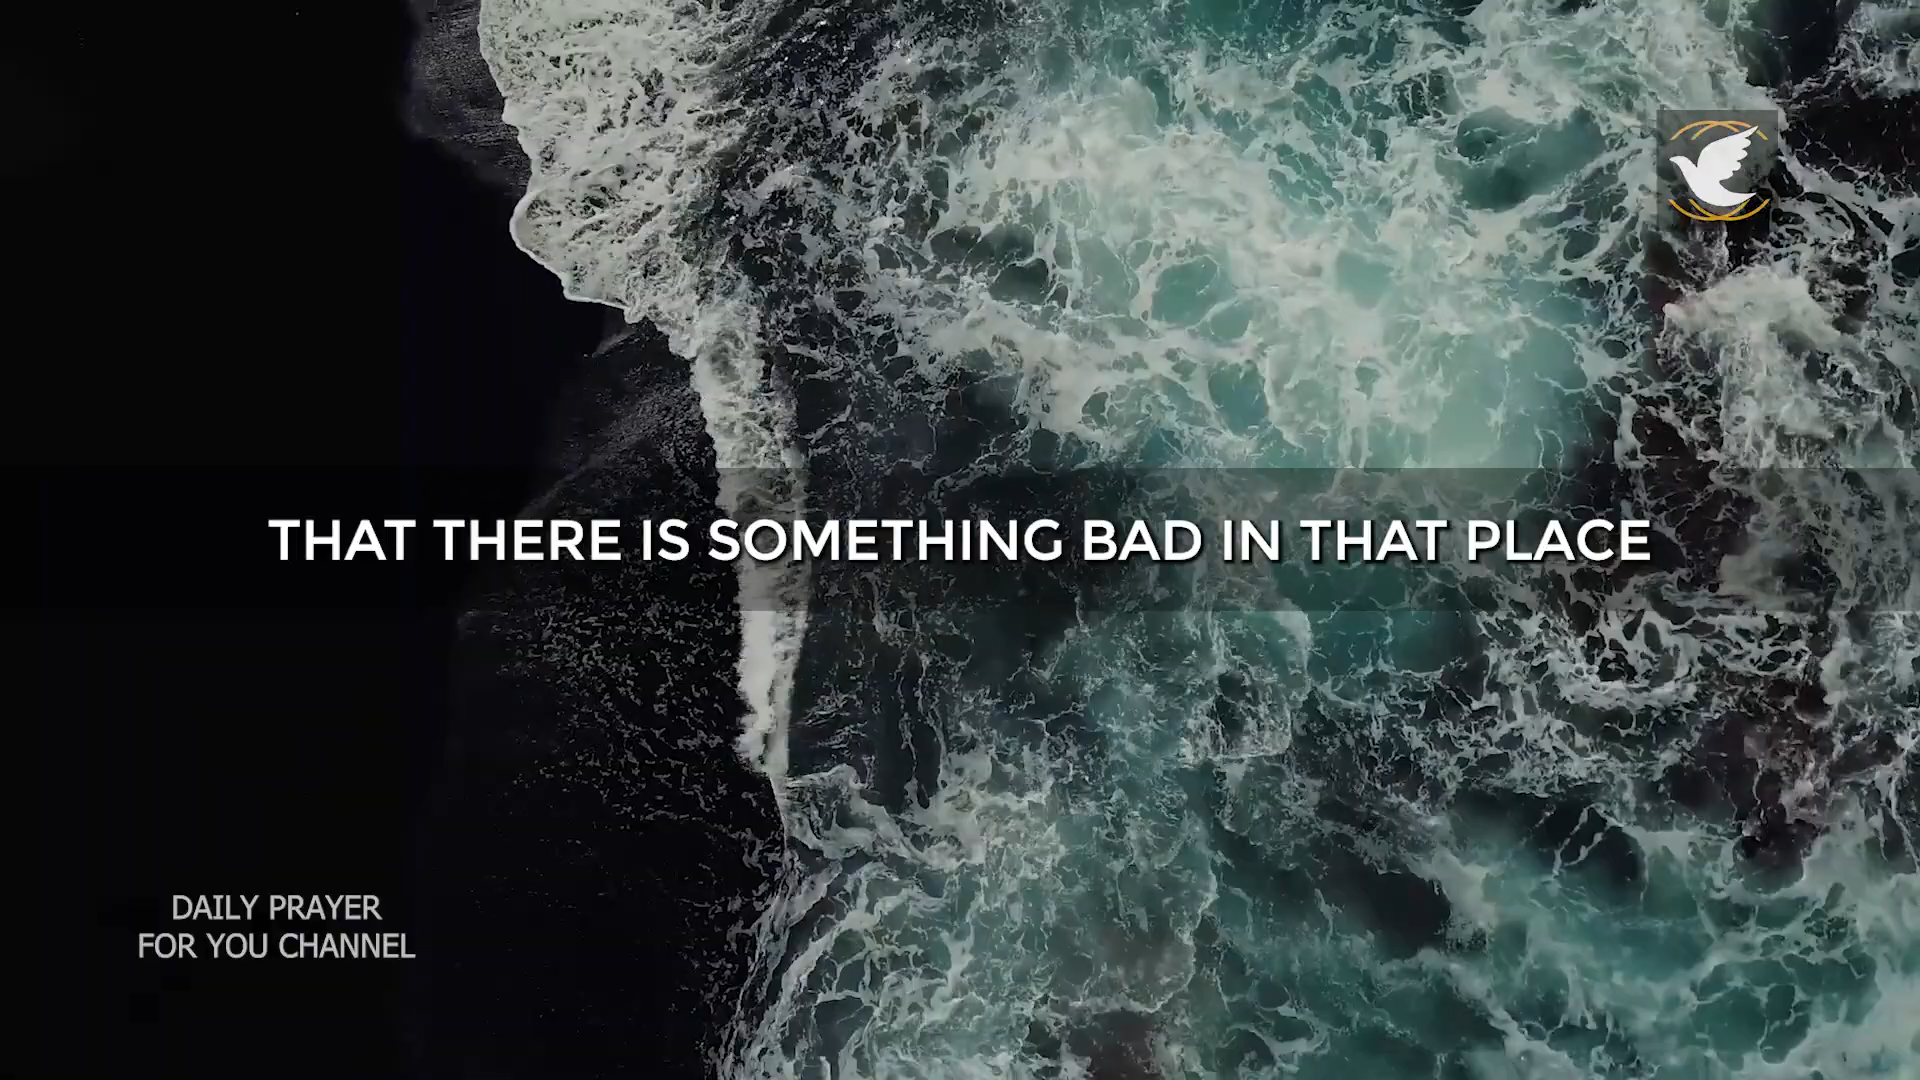 THAT THERE IS SOMETHING BAD IN THAT PLACE
DAILY PRAYER
FOR YOU CHANNEL